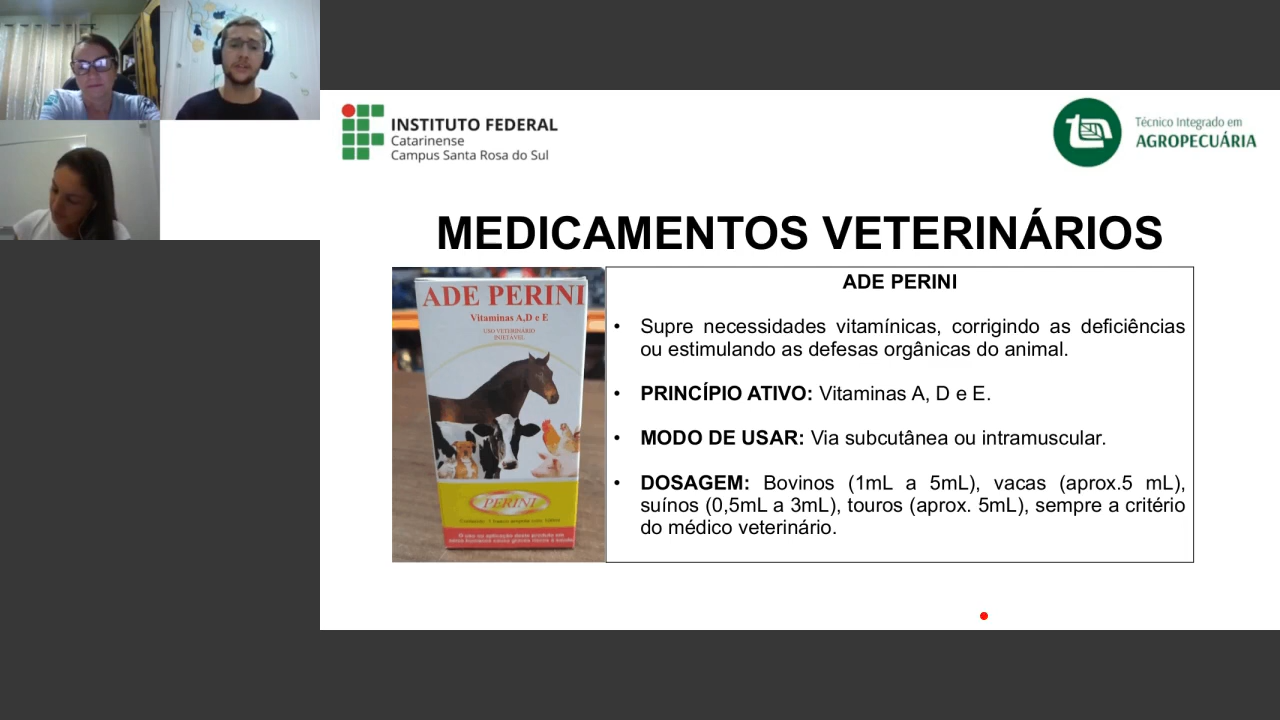 INSTITUTO FEDERAL
Catarinense
Campus Santa Rosa do Sul
Técnico Integrado em
AGROPECUÁRIA
MEDICAMENTOS VETERINÁRIOS
ADE PERINI
Vitaminas A,D e E
USO VETERINÁRIO
INJETÁVEL
PERINI
ADE PERINI
• Supre necessidades vitamínicas, corrigindo as deficiências
ou estimulando as defesas orgânicas do animal.
• PRINCÍPIO ATIVO: Vitaminas A, D e E.
• MODO DE USAR: Via subcutânea ou intramuscular.
• DOSAGEM: Bovinos (1mL a 5mL), vacas (aprox.5 mL),
suínos (0,5mL a 3mL), touros (aprox. 5mL), sempre a critério
do médico veterinário.